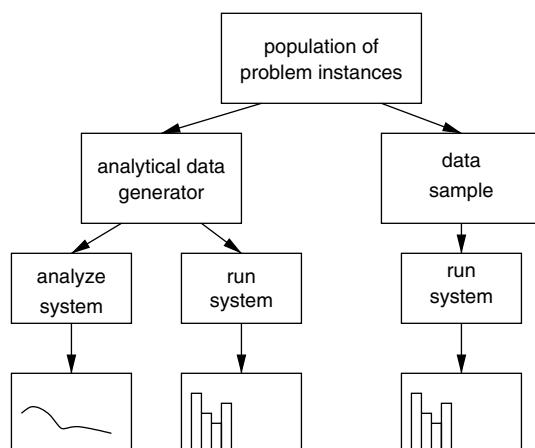 population of
problem instances
analytical data
generator
data
sample
analyze
system
run
system
run
system